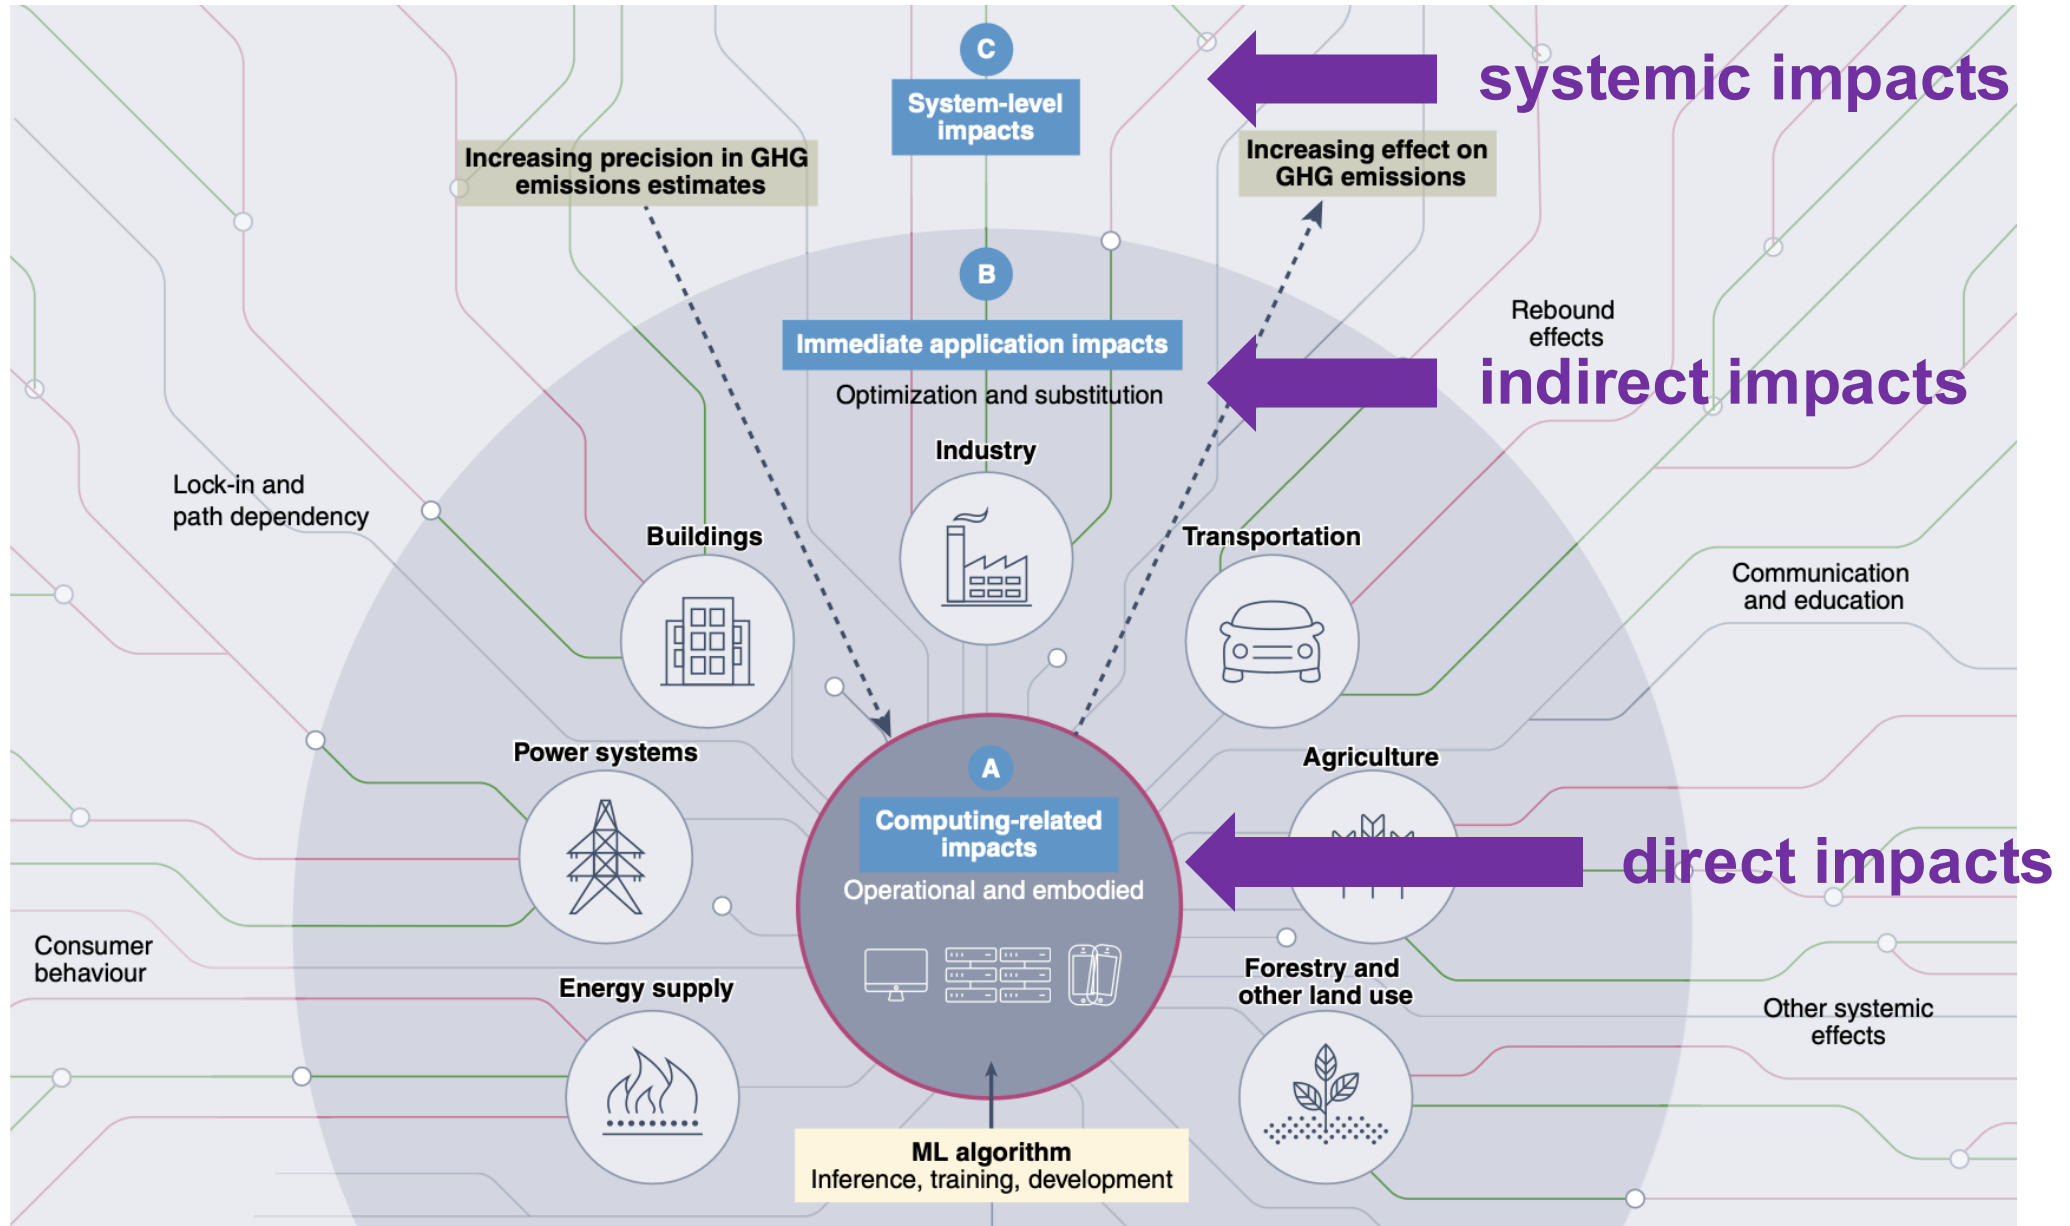 C
System-level
impacts
systemic impacts
Increasing precision in GHG
emissions estimates
Increasing effect on
GHG emissions
B
Immediate application impacts
Optimization and substitution
indirect impacts
Rebound
effects
Industry
Lock-in and
path dependency
Buildings
Transportation
Communication
and education
Power systems
Agriculture
A
Computing-related
impacts
Operational and embodied
direct impacts
Consumer
behaviour
Energy supply
Forestry and
other land use
Other systemic
effects
ML algorithm
Inference, training, development